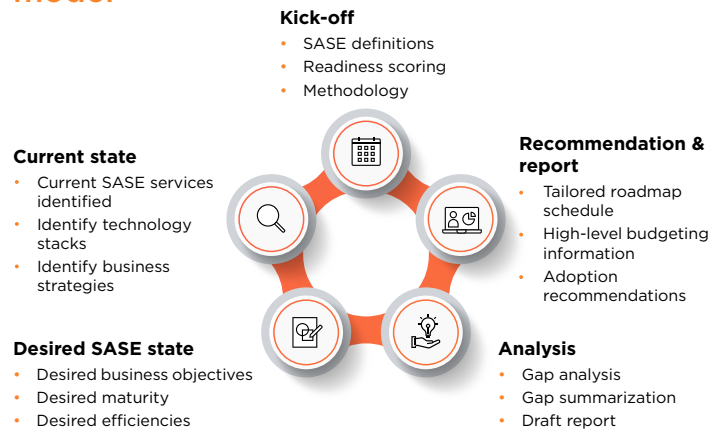 Kick-off
• SASE definitions
• Readiness scoring
• Methodology
Current state
• Current SASE services
identified
• Identify technology
stacks
• Identify business
strategies
Desired SASE state
• Desired business objectives
• Desired maturity
• Desired efficiencies
Analysis
• Gap analysis
• Gap summarization
• Draft report
Recommendation &
report
• Tailored roadmap
schedule
• High-level budgeting
information
• Adoption
recommendations